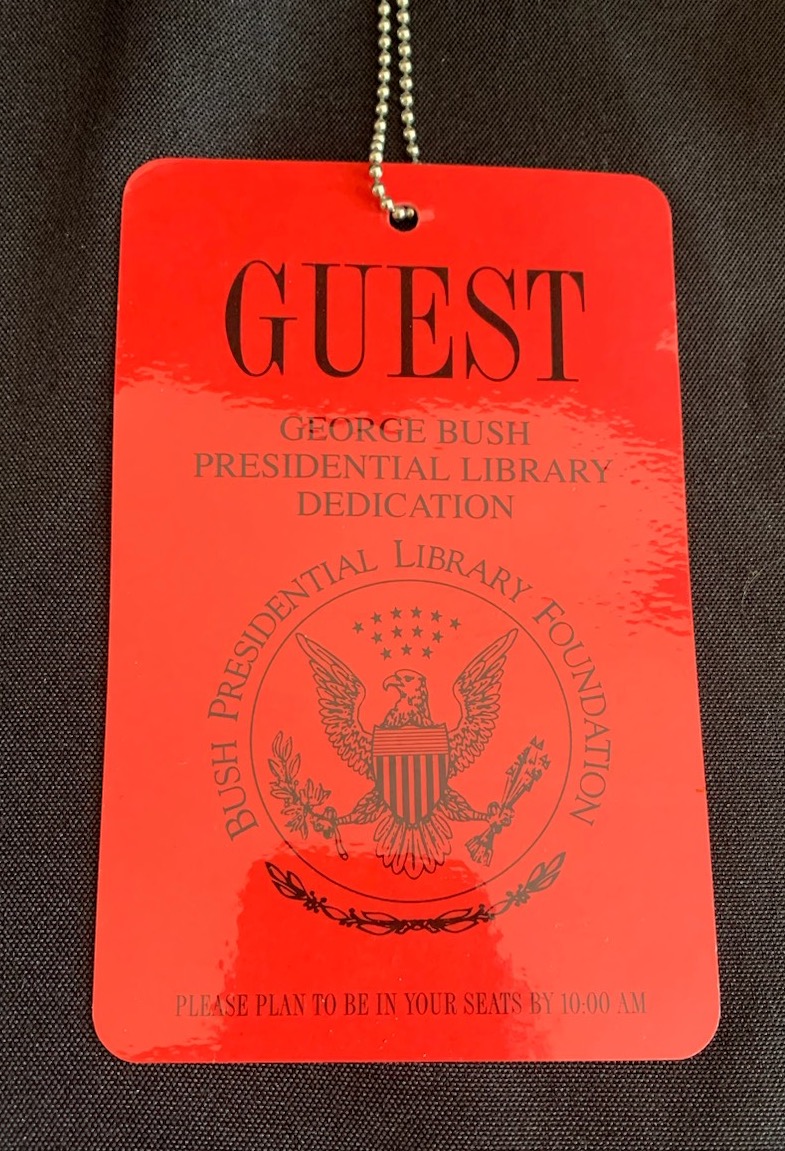 GUEST
GEORGE BUSH
PRESIDENTIAL LIBRARY
DEDICATION
BUSH PRESIDENTIAL LIBRARY FOUNDATION
PLEASE PLAN TO BE IN YOUR SEATS BY 10:00 AM